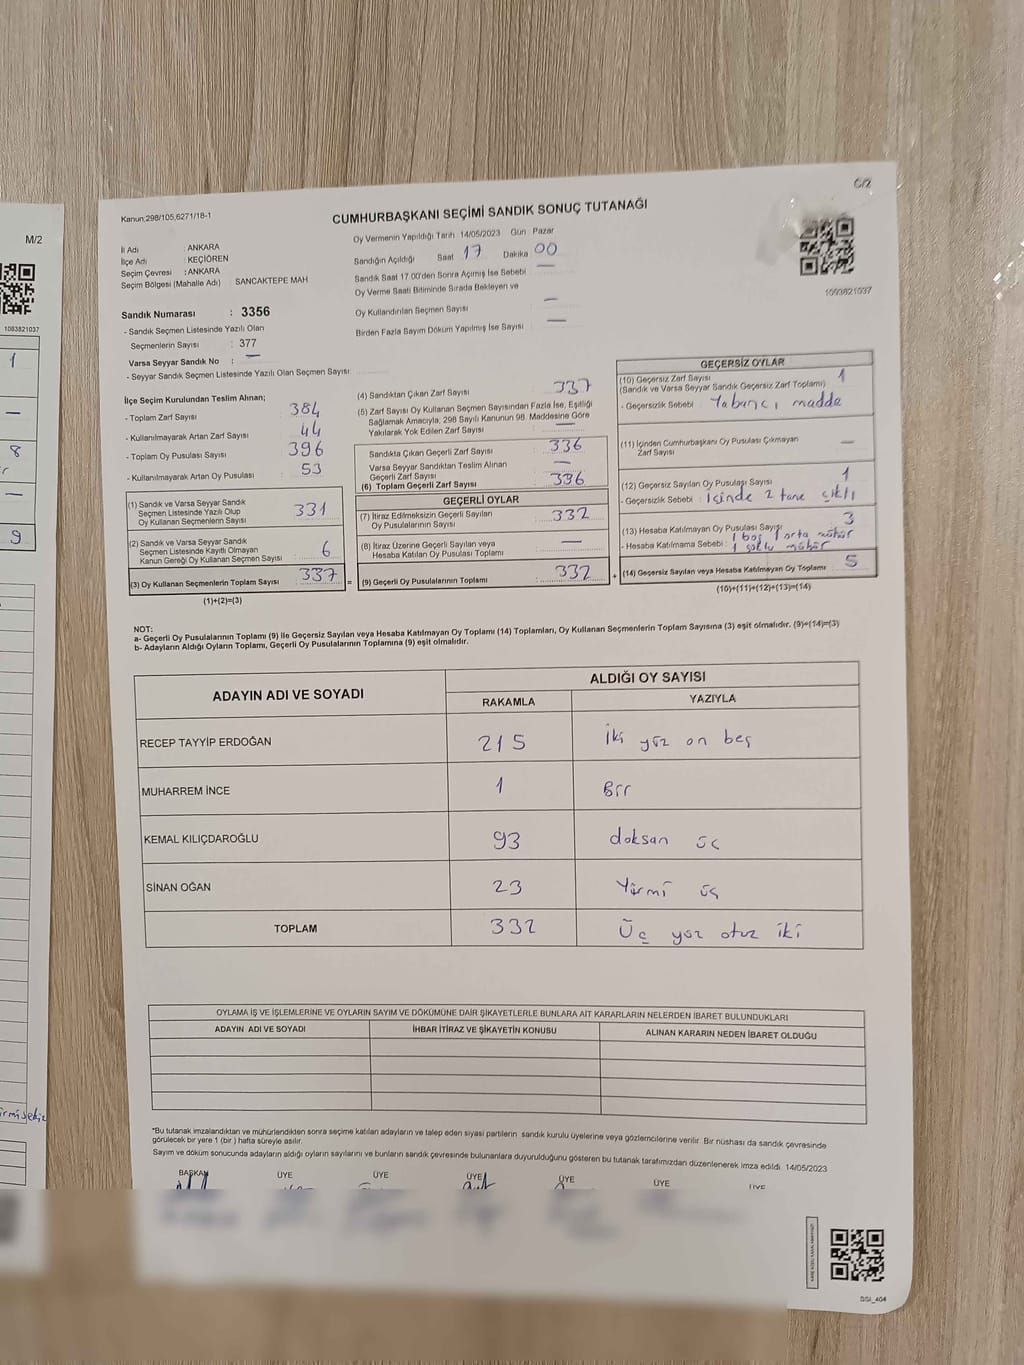 C/2
Kanun:298/105,6271/18-1
CUMHURBAŞKANI SEÇİMİ SANDIK SONUÇ TUTANAĞI
İl Adı : ANKARA
İlçe Adı : KEÇİÖREN
Seçim Çevresi : ANKARA
Seçim Bölgesi (Mahalle Adı) : SANCAKTEPE MAH
Sandık Numarası : 3356
- Sandık Seçmen Listesinde Yazılı Olan
Seçmenlerin Sayısı : 377
Varsa Seyyar Sandık No : —
- Seyyar Sandık Seçmen Listesinde Yazılı Olan Seçmen Sayısı:
Oy Vermenin Yapıldığı Tarih 14/05/2023 Gün Pazar
Sandığın Açıldığı Saat 17 Dakika 00
Sandık Saat 17.00'den Sonra Açılmış İse Sebebi —
Oy Verme Saati Bitiminde Sırada Bekleyen ve
Oy Kullandırılan Seçmen Sayısı —
Birden Fazla Sayım Döküm Yapılmış İse Sayısı —
1093821037
İlçe Seçim Kurulundan Teslim Alınan;
- Toplam Zarf Sayısı 384
- Kullanılmayarak Artan Zarf Sayısı 44
- Toplam Oy Pusulası Sayısı 396
- Kullanılmayarak Artan Oy Pusulası 53
(1) Sandık ve Varsa Seyyar Sandık
Seçmen Listesinde Yazılı Olup
Oy Kullanan Seçmenlerin Sayısı 331
(2) Sandık ve Varsa Seyyar Sandık
Seçmen Listesinde Kayıtlı Olmayan
Kanun Gereği Oy Kullanan Seçmen Sayısı 6
(3) Oy Kullanan Seçmenlerin Toplam Sayısı 337 =
(1)+(2)=(3)
(4) Sandıktan Çıkan Zarf Sayısı 337
(5) Zarf Sayısı Oy Kullanan Seçmen Sayısından Fazla İse, Eşitliği
Sağlamak Amacıyla, 298 Sayılı Kanunun 98. Maddesine Göre
Yakılarak Yok Edilen Zarf Sayısı —
Sandıkta Çıkan Geçerli Zarf Sayısı 336
Varsa Seyyar Sandıktan Teslim Alınan
Geçerli Zarf Sayısı —
(6) Toplam Geçerli Zarf Sayısı 336
GEÇERLİ OYLAR
(7) İtiraz Edilmeksizin Geçerli Sayılan
Oy Pusulalarının Sayısı 332
(8) İtiraz Üzerine Geçerli Sayılan veya
Hesaba Katılan Oy Pusulası Toplamı —
(9) Geçerli Oy Pusulalarının Toplamı : 332 +
GEÇERSİZ OYLAR
(10) Geçersiz Zarf Sayısı
(Sandık ve Varsa Seyyar Sandık Geçersiz Zarf Toplamı) 1
- Geçersizlik Sebebi : Yabancı madde
(11) İçinden Cumhurbaşkanı Oy Pusulası Çıkmayan
Zarf Sayısı —
(12) Geçersiz Sayılan Oy Pusulası Sayısı 1
- Geçersizlik Sebebi : İçinde 2 tane çıktı
(13) Hesaba Katılmayan Oy Pusulası Sayısı 3
- Hesaba Katılmama Sebebi : 1 boş 1 orta mühür
1 çoklu mühür
(14) Geçersiz Sayılan veya Hesaba Katılmayan Oy Toplamı 5
(10)+(11)+(12)+(13)=(14)
NOT:
a- Geçerli Oy Pusulalarının Toplamı (9) ile Geçersiz Sayılan veya Hesaba Katılmayan Oy Toplamı (14) Toplamları, Oy Kullanan Seçmenlerin Toplam Sayısına (3) eşit olmalıdır. (9)+(14)=(3)
b- Adayların Aldığı Oyların Toplamı, Geçerli Oy Pusulalarının Toplamına (9) eşit olmalıdır.
ADAYIN ADI VE SOYADI
ALDIĞI OY SAYISI
RAKAMLA YAZIYLA
RECEP TAYYİP ERDOĞAN 215 İki yüz on beş
MUHARREM İNCE 1 Bir
KEMAL KILIÇDAROĞLU 93 doksan üç
SİNAN OĞAN 23 Yirmi üç
TOPLAM 332 Üç yüz otuz iki
OYLAMA İŞ VE İŞLEMLERİNE VE OYLARIN SAYIM VE DÖKÜMÜNE DAİR ŞİKAYETLERLE BUNLARA AİT KARARLARIN NELERDEN İBARET BULUNDUKLARI
ADAYIN ADI VE SOYADI İHBAR İTİRAZ VE ŞİKAYETİN KONUSU ALINAN KARARIN NEDEN İBARET OLDUĞU
*Bu tutanak imzalandıktan ve mühürlendikten sonra seçime katılan adayların ve talep eden siyasi partilerin sandık kurulu üyelerine veya gözlemcilerine verilir. Bir nüshası da sandık çevresinde
görülecek bir yere 1 (bir) hafta süreyle asılır.
Sayım ve döküm sonucunda adayların aldığı oyların sayılarını ve bunların sandık çevresinde bulunanlara duyurulduğunu gösteren bu tutanak tarafımızdan düzenlenerek imza edildi. 14/05/2023
BAŞKAN ÜYE ÜYE ÜYE ÜYE ÜYE ÜYE
M/2
1083821037
1
—
8
—
9